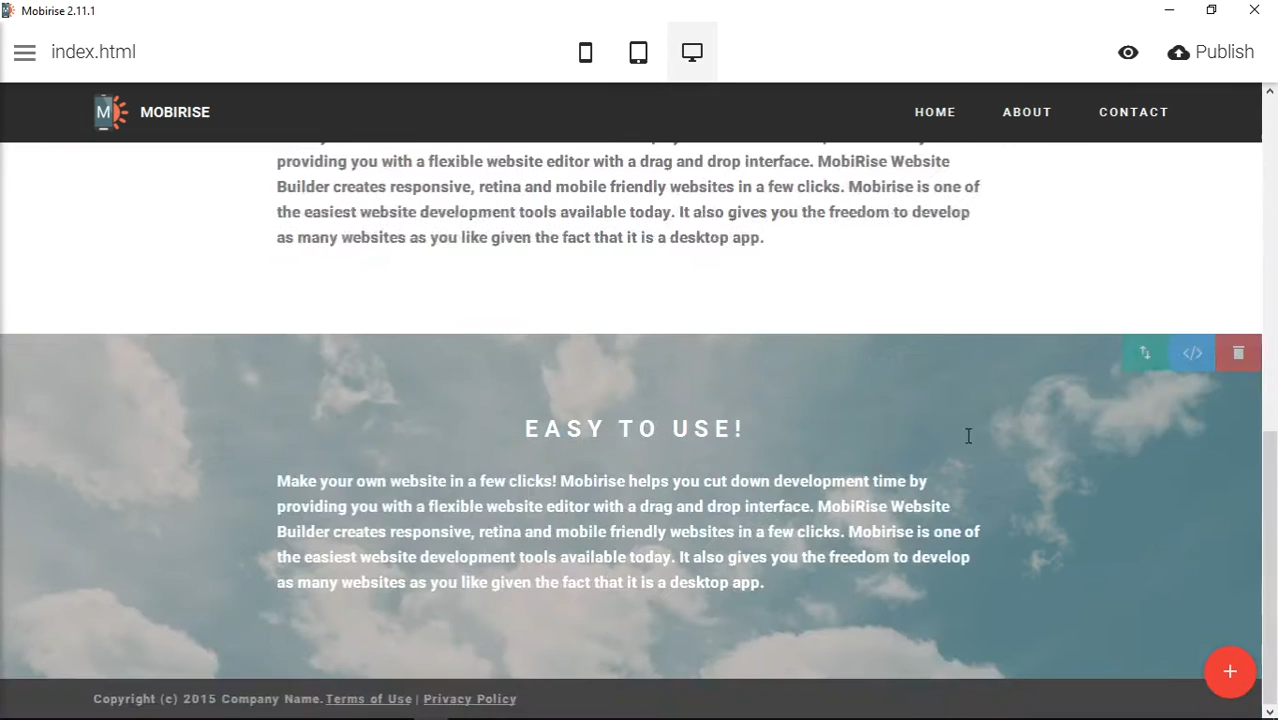 Mobirise 2.11.1
index.html
Publish
M MOBIRISE
HOME ABOUT CONTACT
providing you with a flexible website editor with a drag and drop interface. MobiRise Website
Builder creates responsive, retina and mobile friendly websites in a few clicks. Mobirise is one of
the easiest website development tools available today. It also gives you the freedom to develop
as many websites as you like given the fact that it is a desktop app.
</>
EASY TO USE!
Make your own website in a few clicks! Mobirise helps you cut down development time by
providing you with a flexible website editor with a drag and drop interface. MobiRise Website
Builder creates responsive, retina and mobile friendly websites in a few clicks. Mobirise is one of
the easiest website development tools available today. It also gives you the freedom to develop
as many websites as you like given the fact that it is a desktop app.
+
Copyright (c) 2015 Company Name. Terms of Use | Privacy Policy